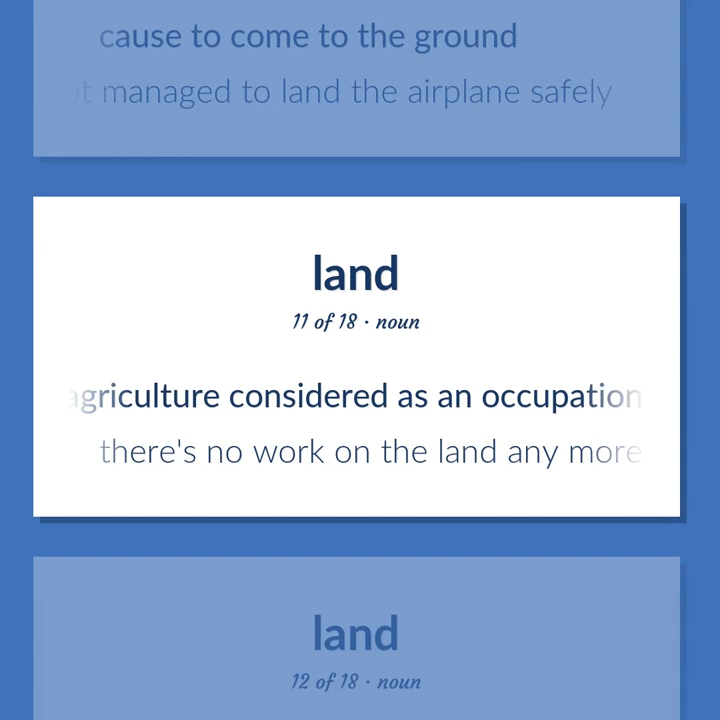 cause to come to the ground
managed to land the airplane safely
land
11 of 18 · noun
agriculture considered as an occupation
there's no work on the land any more
land
12 of 18 · noun